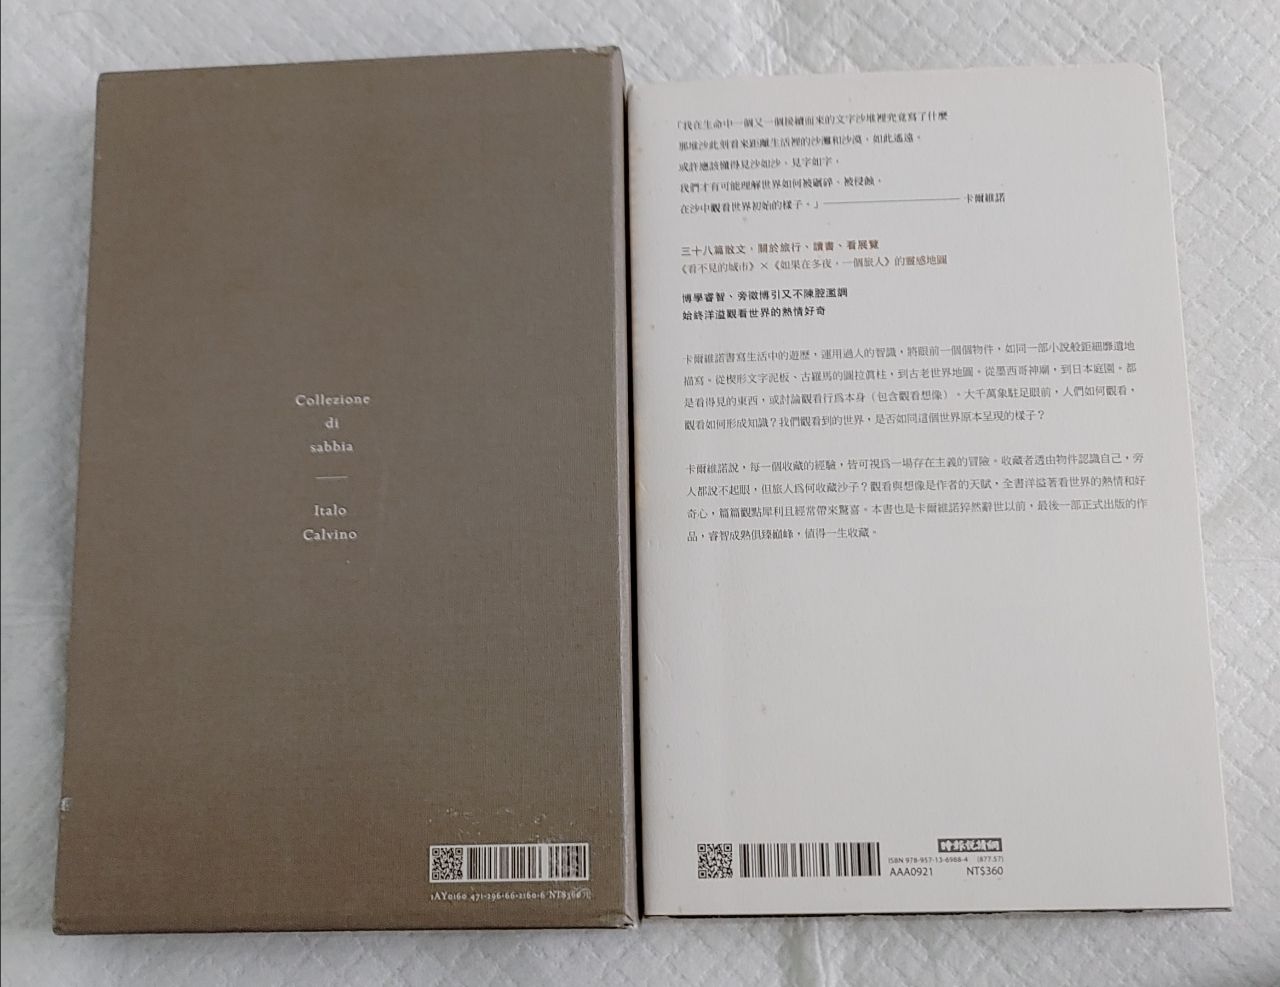 Collezione
di
sabbia
Italo
Calvino
1AY0160 471-296-66-2160-6 NT$360元
「我在生命中一個又一個接續而來的文字沙堆裡究竟寫了什麼
那堆沙此刻看來距離生活裡的沙灘和沙漠,如此遙遠。
或許應該懂得見沙如沙,見字如字,
我們才有可能理解世界如何被碾碎、被侵蝕,
在沙中觀看世界初始的樣子。」——卡爾維諾
三十八篇散文,關於旅行、讀書、看展覽
《看不見的城市》×《如果在冬夜,一個旅人》的靈感地圖
博學睿智、旁徵博引又不陳腔濫調
始終洋溢觀看世界的熱情好奇
卡爾維諾書寫生活中的遊歷,運用過人的智識,將眼前一個個物件,如同一部小說般鉅細靡遺地
描寫。從楔形文字泥板、古羅馬的圖拉真柱,到古老世界地圖。從墨西哥神廟,到日本庭園。都
是看得見的東西,或討論觀看行為本身(包含觀看想像)。大千萬象駐足眼前,人們如何觀看,
觀看如何形成知識?我們觀看到的世界,是否如同這個世界原本呈現的樣子?
卡爾維諾說,每一個收藏的經驗,皆可視為一場存在主義的冒險。收藏者透由物件認識自己,旁
人都說不起眼,但旅人為何收藏沙子?觀看與想像是作者的天賦,全書洋溢著看世界的熱情和好
奇心,篇篇觀點犀利且經常帶來驚喜。本書也是卡爾維諾猝然辭世以前,最後一部正式出版的作
品,睿智成熟俱臻巔峰,值得一生收藏。
時報悅讀網
ISBN 978-957-13-6988-4 (877.57)
AAA0921 NT$360